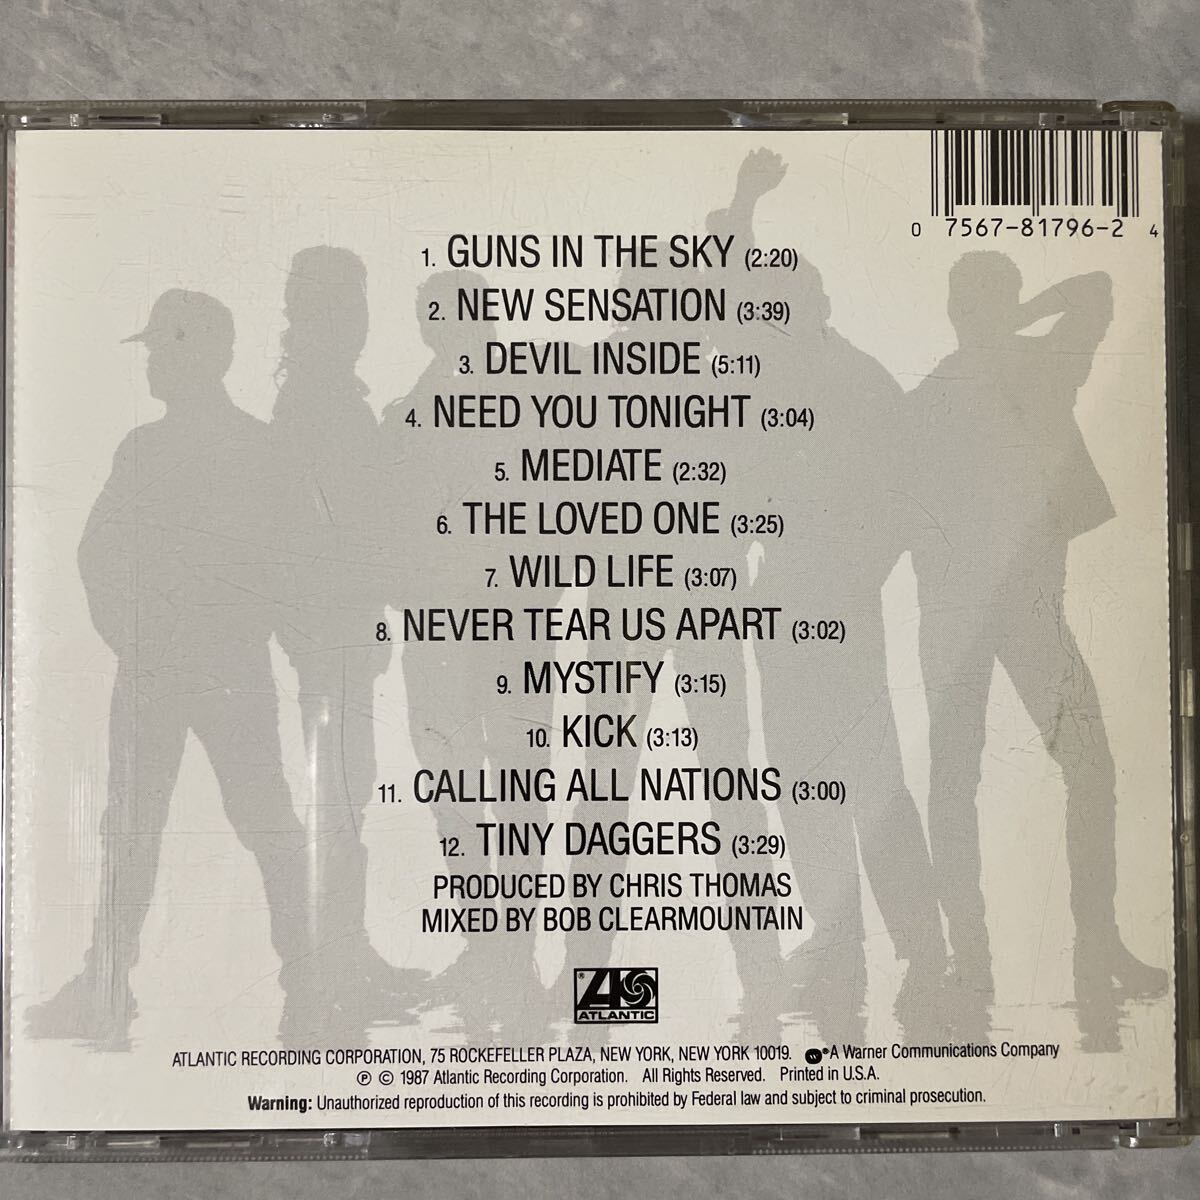 0 7567-81796-2 4
1. GUNS IN THE SKY (2:20)
2. NEW SENSATION (3:39)
3. DEVIL INSIDE (5:11)
4. NEED YOU TONIGHT (3:04)
5. MEDIATE (2:32)
6. THE LOVED ONE (3:25)
7. WILD LIFE (3:07)
8. NEVER TEAR US APART (3:02)
9. MYSTIFY (3:15)
10. KICK (3:13)
11. CALLING ALL NATIONS (3:00)
12. TINY DAGGERS (3:29)
PRODUCED BY CHRIS THOMAS
MIXED BY BOB CLEARMOUNTAIN
® ATLANTIC
ATLANTIC RECORDING CORPORATION, 75 ROCKEFELLER PLAZA, NEW YORK, NEW YORK 10019. ® A Warner Communications Company
℗ © 1987 Atlantic Recording Corporation. All Rights Reserved. Printed in U.S.A.
Warning: Unauthorized reproduction of this recording is prohibited by Federal law and subject to criminal prosecution.